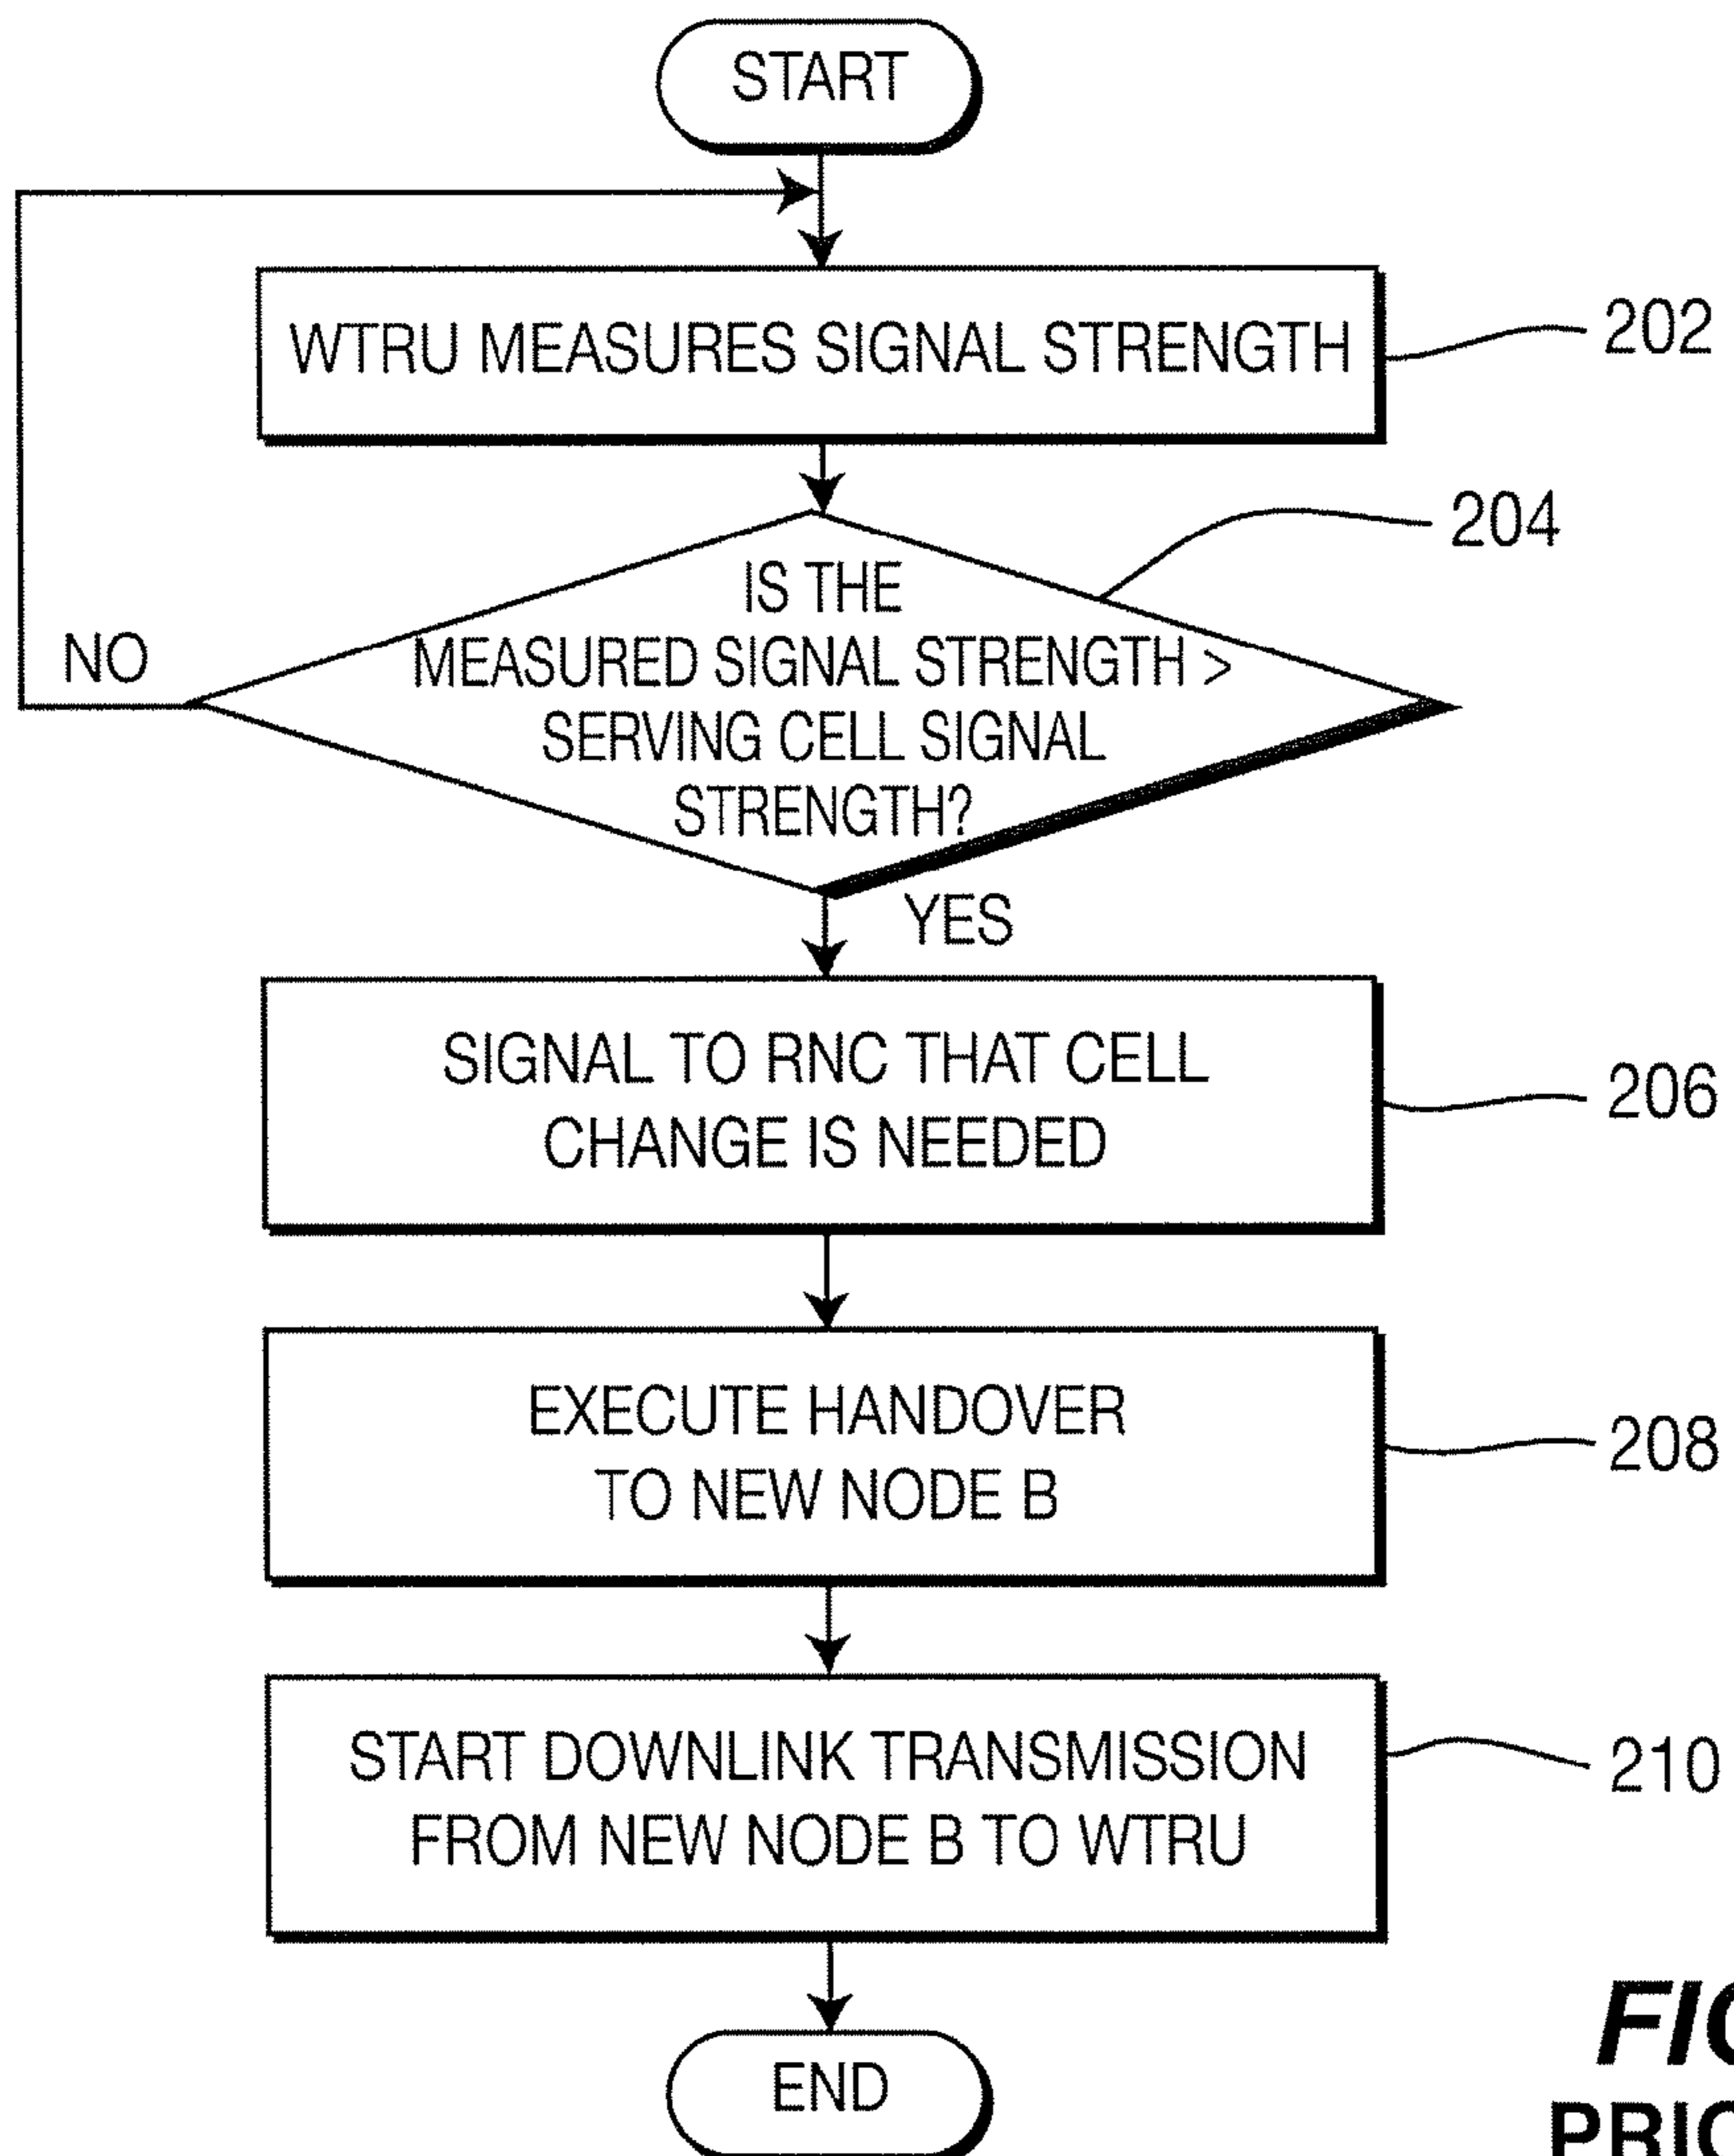 START
WTRU MEASURES SIGNAL STRENGTH
202
204
IS THE
MEASURED SIGNAL STRENGTH >
SERVING CELL SIGNAL
STRENGTH?
NO
YES
SIGNAL TO RNC THAT CELL
CHANGE IS NEEDED
206
EXECUTE HANDOVER
TO NEW NODE B
208
START DOWNLINK TRANSMISSION
FROM NEW NODE B TO WTRU
210
END